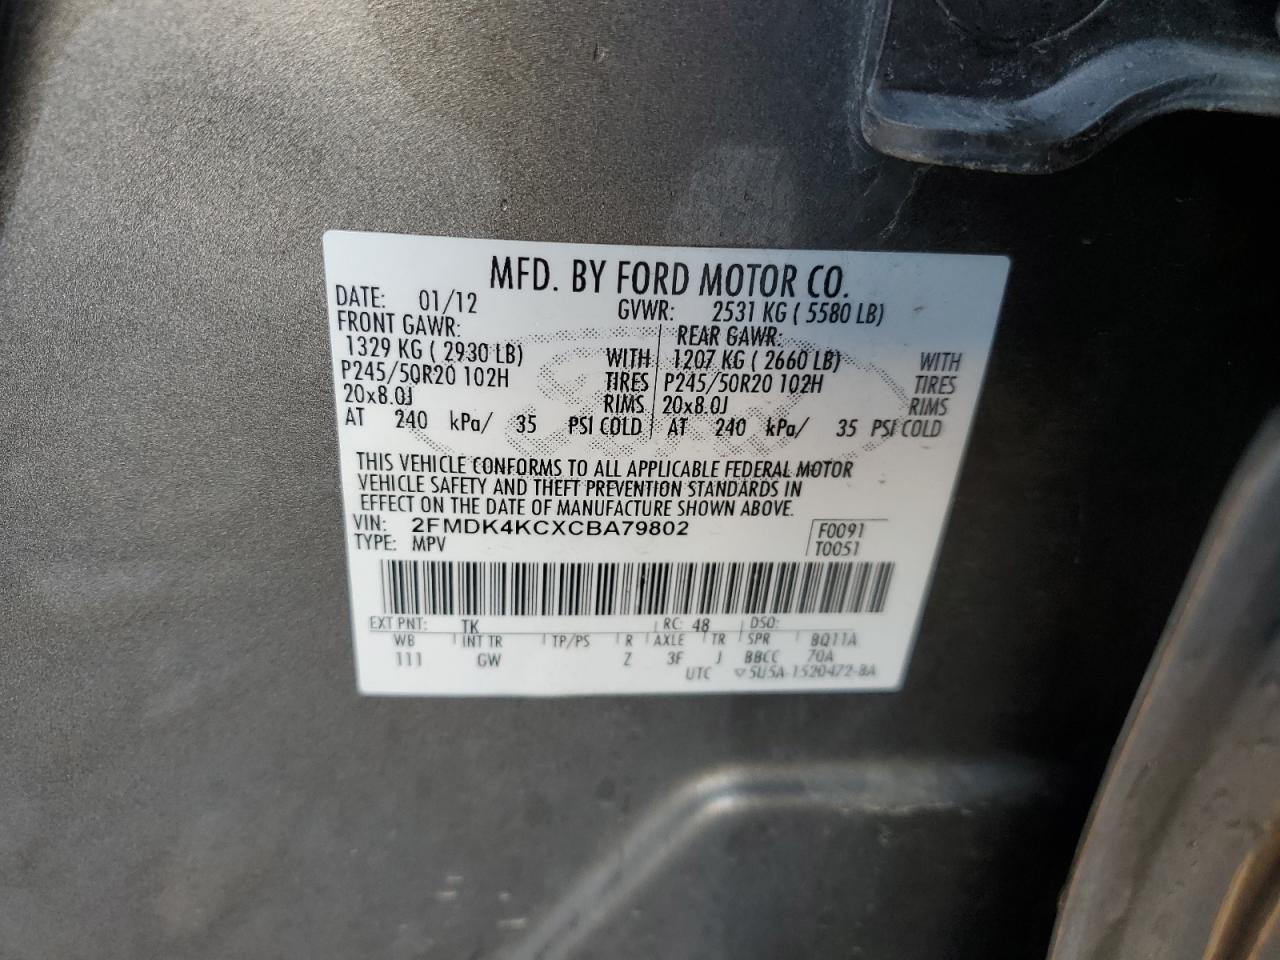 MFD. BY FORD MOTOR CO.
DATE: 01/12 GVWR: 2531 KG ( 5580 LB)
FRONT GAWR: REAR GAWR:
1329 KG ( 2930 LB) WITH 1207 KG ( 2660 LB) WITH
P245/50R20 102H TIRES P245/50R20 102H TIRES
20x8.0J RIMS 20x8.0J RIMS
AT 240 kPa/ 35 PSI COLD AT 240 kPa/ 35 PSI COLD
THIS VEHICLE CONFORMS TO ALL APPLICABLE FEDERAL MOTOR
VEHICLE SAFETY AND THEFT PREVENTION STANDARDS IN
EFFECT ON THE DATE OF MANUFACTURE SHOWN ABOVE.
VIN: 2FMDK4KCXCBA79802 F0091
TYPE: MPV T0051
EXT PNT: TK RC: 48 DSO:
WB INT TR TP/PS R AXLE TR SPR 8Q11A
111 GW Z 3F J BBCC 70A
UTC ▽5U5A-1520472-BA